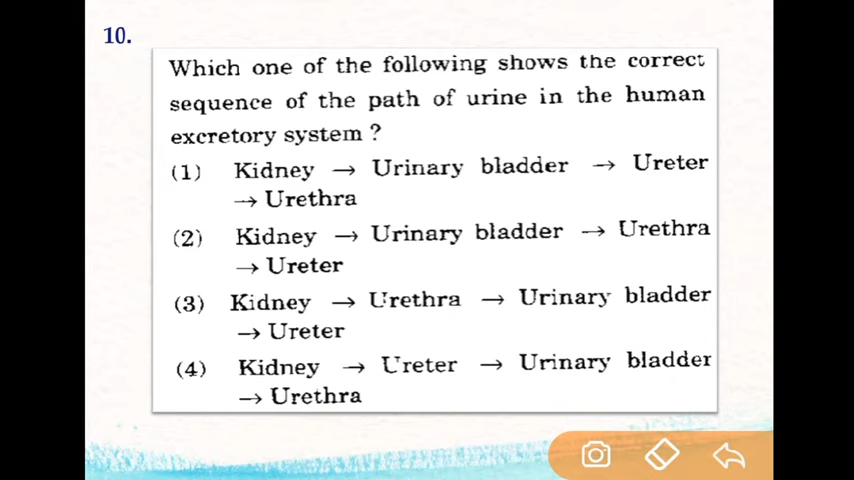 10.
Which one of the following shows the correct
sequence of the path of urine in the human
excretory system ?
(1) Kidney → Urinary bladder → Ureter
→ Urethra
(2) Kidney → Urinary bladder → Urethra
→ Ureter
(3) Kidney → Urethra → Urinary bladder
→ Ureter
(4) Kidney → Ureter → Urinary bladder
→ Urethra